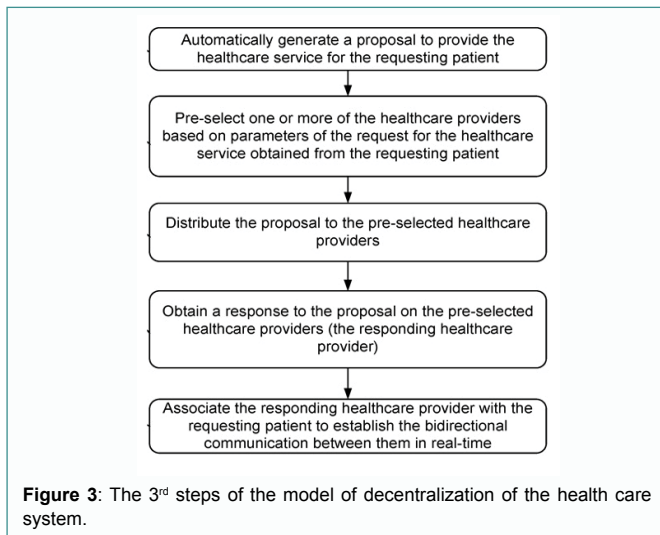 Automatically generate a proposal to provide the
healthcare service for the requesting patient
Pre-select one or more of the healthcare providers
based on parameters of the request for the healthcare
service obtained from the requesting patient
Distribute the proposal to the pre-selected healthcare
providers
Obtain a response to the proposal on the pre-selected
healthcare providers (the responding healthcare
provider)
Associate the responding healthcare provider with the
requesting patient to establish the bidirectional
communication between them in real-time
Figure 3: The 3rd steps of the model of decentralization of the health care
system.